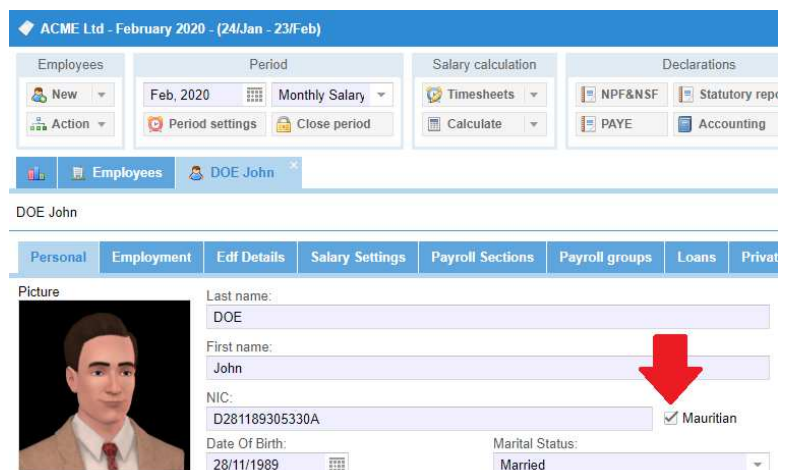 ACME Ltd - February 2020 - (24/Jan - 23/Feb)
Employees Period Salary calculation Declarations
New Feb, 2020 Monthly Salary Timesheets NPF&NSF Statutory repo
Action Period settings Close period Calculate PAYE Accounting
Employees DOE John
DOE John
Personal Employment Edf Details Salary Settings Payroll Sections Payroll groups Loans Privat
Picture
Last name:
DOE
First name:
John
NIC:
D281189305330A Mauritian
Date Of Birth: Marital Status:
28/11/1989 Married